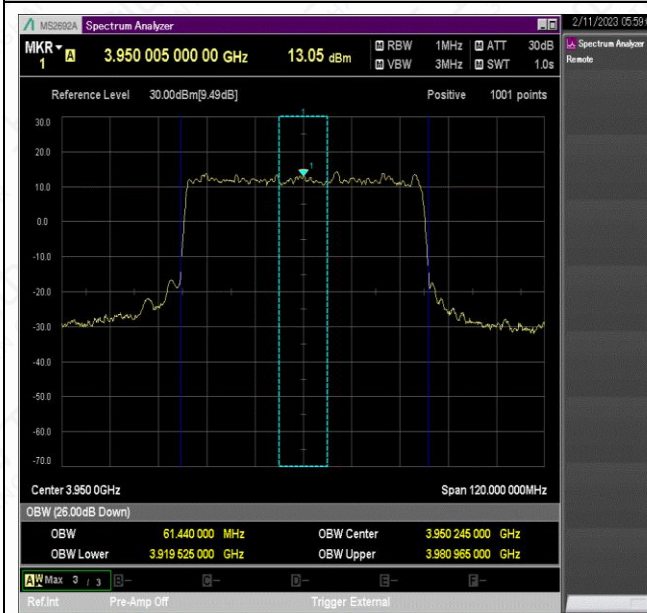 MS2692A Spectrum Analyzer
2/11/2023 05:59:
MKR 1 A 3.950 005 000 00 GHz 13.05 dBm
M RBW 1MHz M ATT 30dB
M VBW 3MHz M SWT 1.0s
Spectrum Analyzer
Remote
Reference Level 30.00dBm[9.49dB] Positive 1001 points
1
30.0
20.0
1
10.0
0.0
-10.0
-20.0
-30.0
-40.0
-50.0
-60.0
-70.0
Center 3.950 0GHz Span 120.000 000MHz
OBW (26.00dB Down)
OBW 61.440 000 MHz OBW Center 3.950 245 000 GHz
OBW Lower 3.919 525 000 GHz OBW Upper 3.980 965 000 GHz
A W Max 3 / 3 B- C- D- E- F-
Ref.Int Pre-Amp Off Trigger External